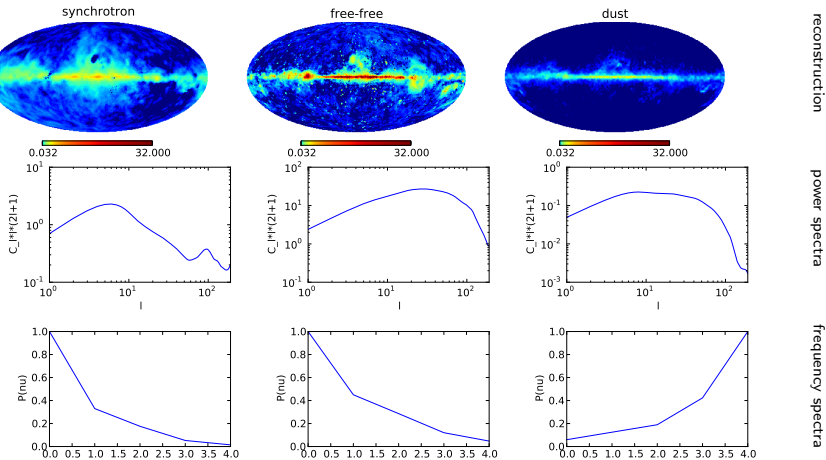 synchrotron
free-free
dust
reconstruction
0.032 32.000
0.032 32.000
0.032 32.000
10^1
10^0
10^-1
C_l*l*(2l+1)
10^0 10^1 10^2
l
10^2
10^1
10^0
10^-1
C_l*l*(2l+1)
10^0 10^1 10^2
l
10^0
10^-1
10^-2
10^-3
C_l*l*(2l+1)
10^0 10^1 10^2
l
power spectra
1.0
0.8
0.6
0.4
0.2
0.0
P(nu)
0.0 0.5 1.0 1.5 2.0 2.5 3.0 3.5 4.0
1.0
0.8
0.6
0.4
0.2
0.0
P(nu)
0.0 0.5 1.0 1.5 2.0 2.5 3.0 3.5 4.0
1.0
0.8
0.6
0.4
0.2
0.0
P(nu)
0.0 0.5 1.0 1.5 2.0 2.5 3.0 3.5 4.0
frequency spectra